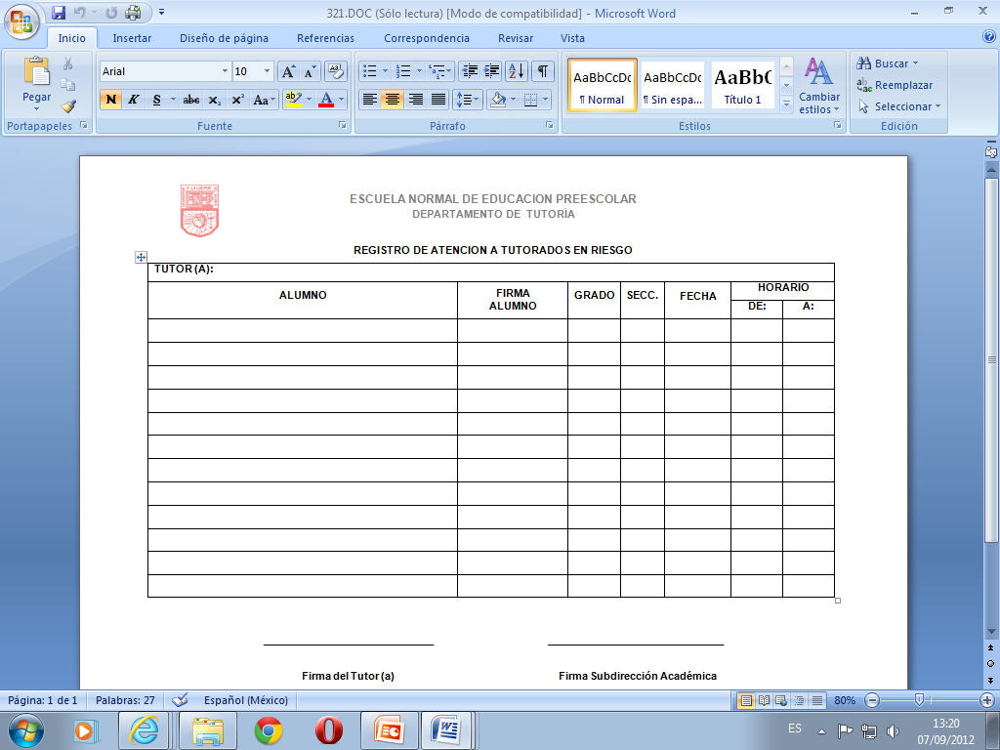 321.DOC (Sólo lectura) [Modo de compatibilidad] - Microsoft Word
Inicio Insertar Diseño de página Referencias Correspondencia Revisar Vista
Pegar
Portapapeles
Arial 10
N K S abc x₂ x² Aa
Fuente
Párrafo
AaBbCcDc AaBbCcDc AaBbC
¶ Normal ¶ Sin espa... Título 1
Estilos
Cambiar estilos
Buscar
Reemplazar
Seleccionar
Edición
ESCUELA NORMAL DE EDUCACION PREESCOLAR
DEPARTAMENTO DE TUTORÌA
REGISTRO DE ATENCION A TUTORADOS EN RIESGO
TUTOR (A):
ALUMNO FIRMA ALUMNO GRADO SECC. FECHA HORARIO
DE: A:
Firma del Tutor (a) Firma Subdirección Académica
Página: 1 de 1 Palabras: 27 Español (México) 80%
ES 13:20
07/09/2012